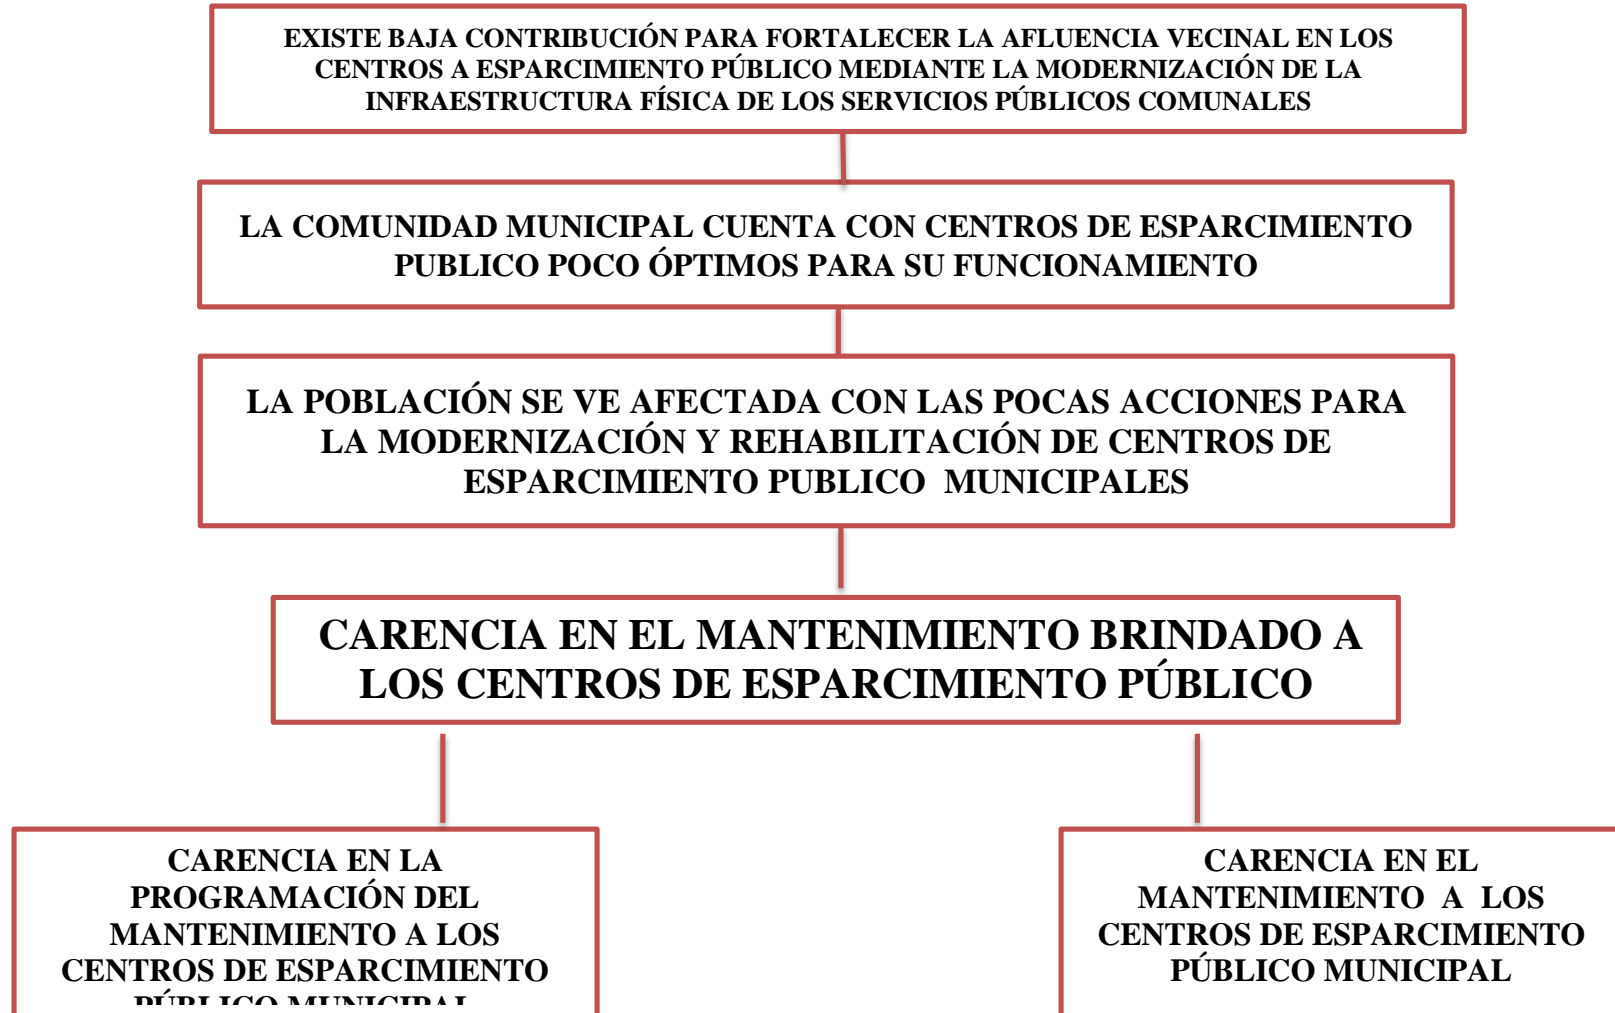 EXISTE BAJA CONTRIBUCIÓN PARA FORTALECER LA AFLUENCIA VECINAL EN LOS
CENTROS A ESPARCIMIENTO PÚBLICO MEDIANTE LA MODERNIZACIÓN DE LA
INFRAESTRUCTURA FÍSICA DE LOS SERVICIOS PÚBLICOS COMUNALES
LA COMUNIDAD MUNICIPAL CUENTA CON CENTROS DE ESPARCIMIENTO
PUBLICO POCO ÓPTIMOS PARA SU FUNCIONAMIENTO
LA POBLACIÓN SE VE AFECTADA CON LAS POCAS ACCIONES PARA
LA MODERNIZACIÓN Y REHABILITACIÓN DE CENTROS DE
ESPARCIMIENTO PUBLICO MUNICIPALES
CARENCIA EN EL MANTENIMIENTO BRINDADO A
LOS CENTROS DE ESPARCIMIENTO PÚBLICO
CARENCIA EN LA
PROGRAMACIÓN DEL
MANTENIMIENTO A LOS
CENTROS DE ESPARCIMIENTO
PÚBLICO MUNICIPAL
CARENCIA EN EL
MANTENIMIENTO A LOS
CENTROS DE ESPARCIMIENTO
PÚBLICO MUNICIPAL